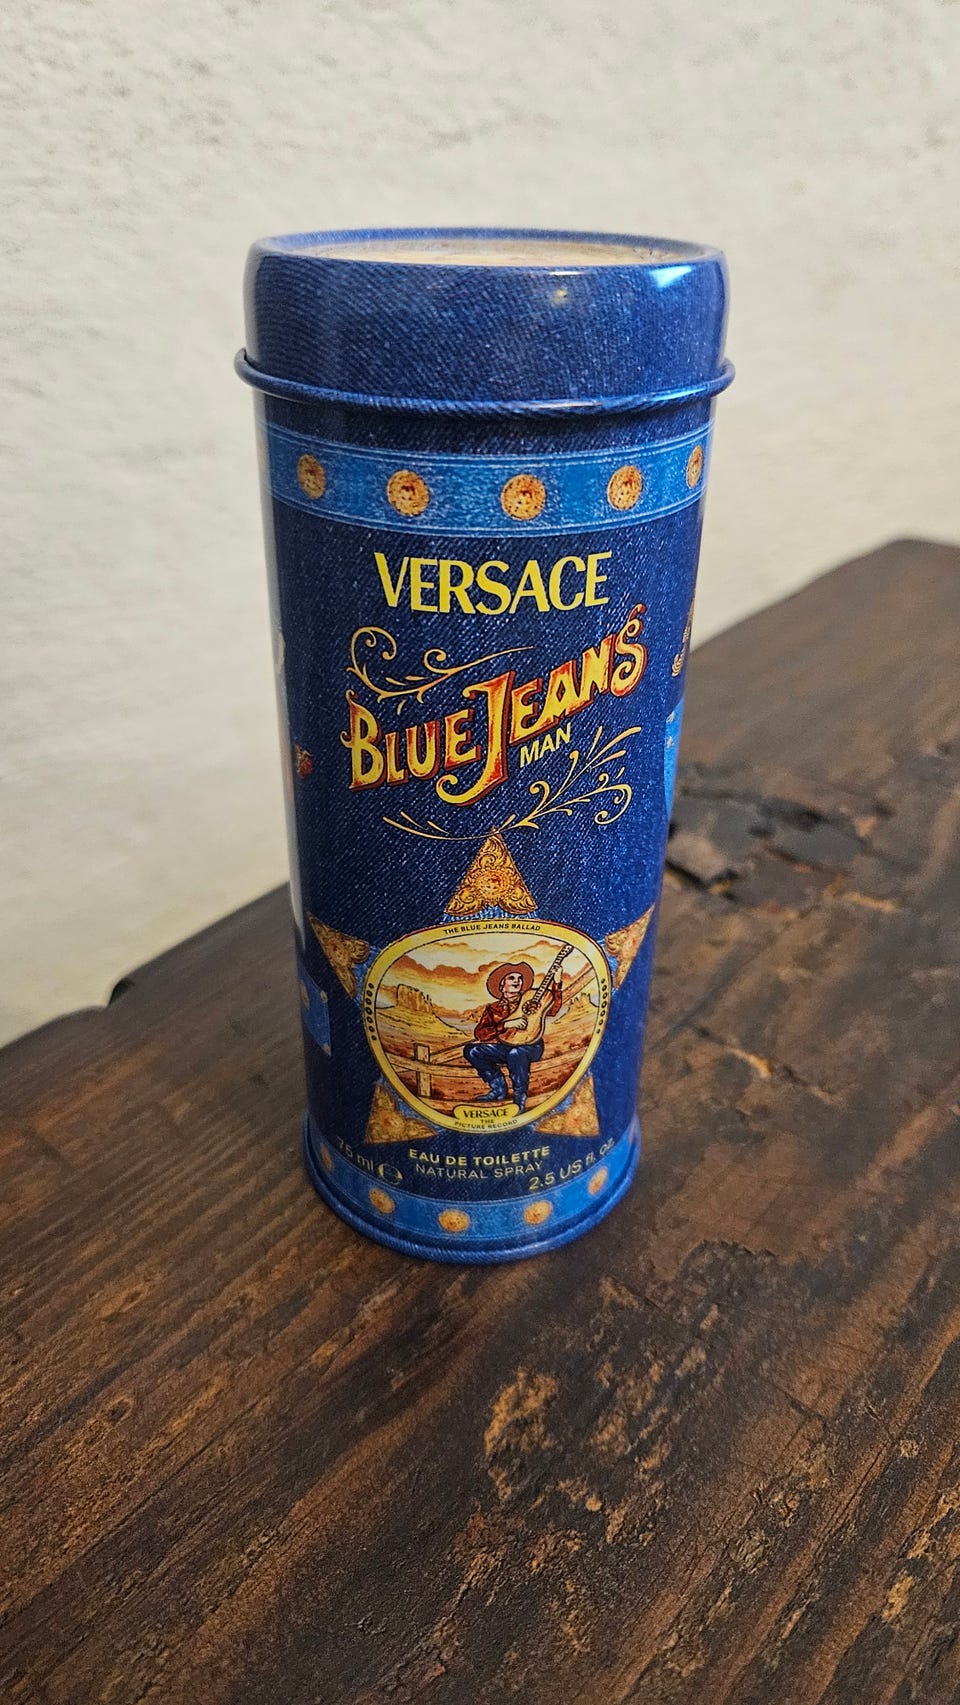 VERSACE
BLUE JEANS
MAN
THE BLUE JEANS BALLAD
VERSACE
THE
PICTURE RECORD
EAU DE TOILETTE
NATURAL SPRAY
75 ml ℮
2.5 US fl. oz.